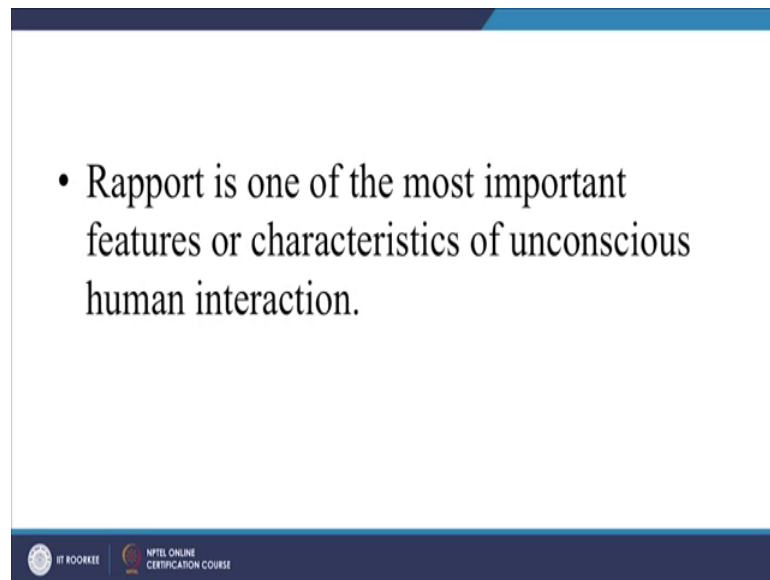 • Rapport is one of the most important
features or characteristics of unconscious
human interaction.
IIT ROORKEE
NPTEL ONLINE
CERTIFICATION COURSE